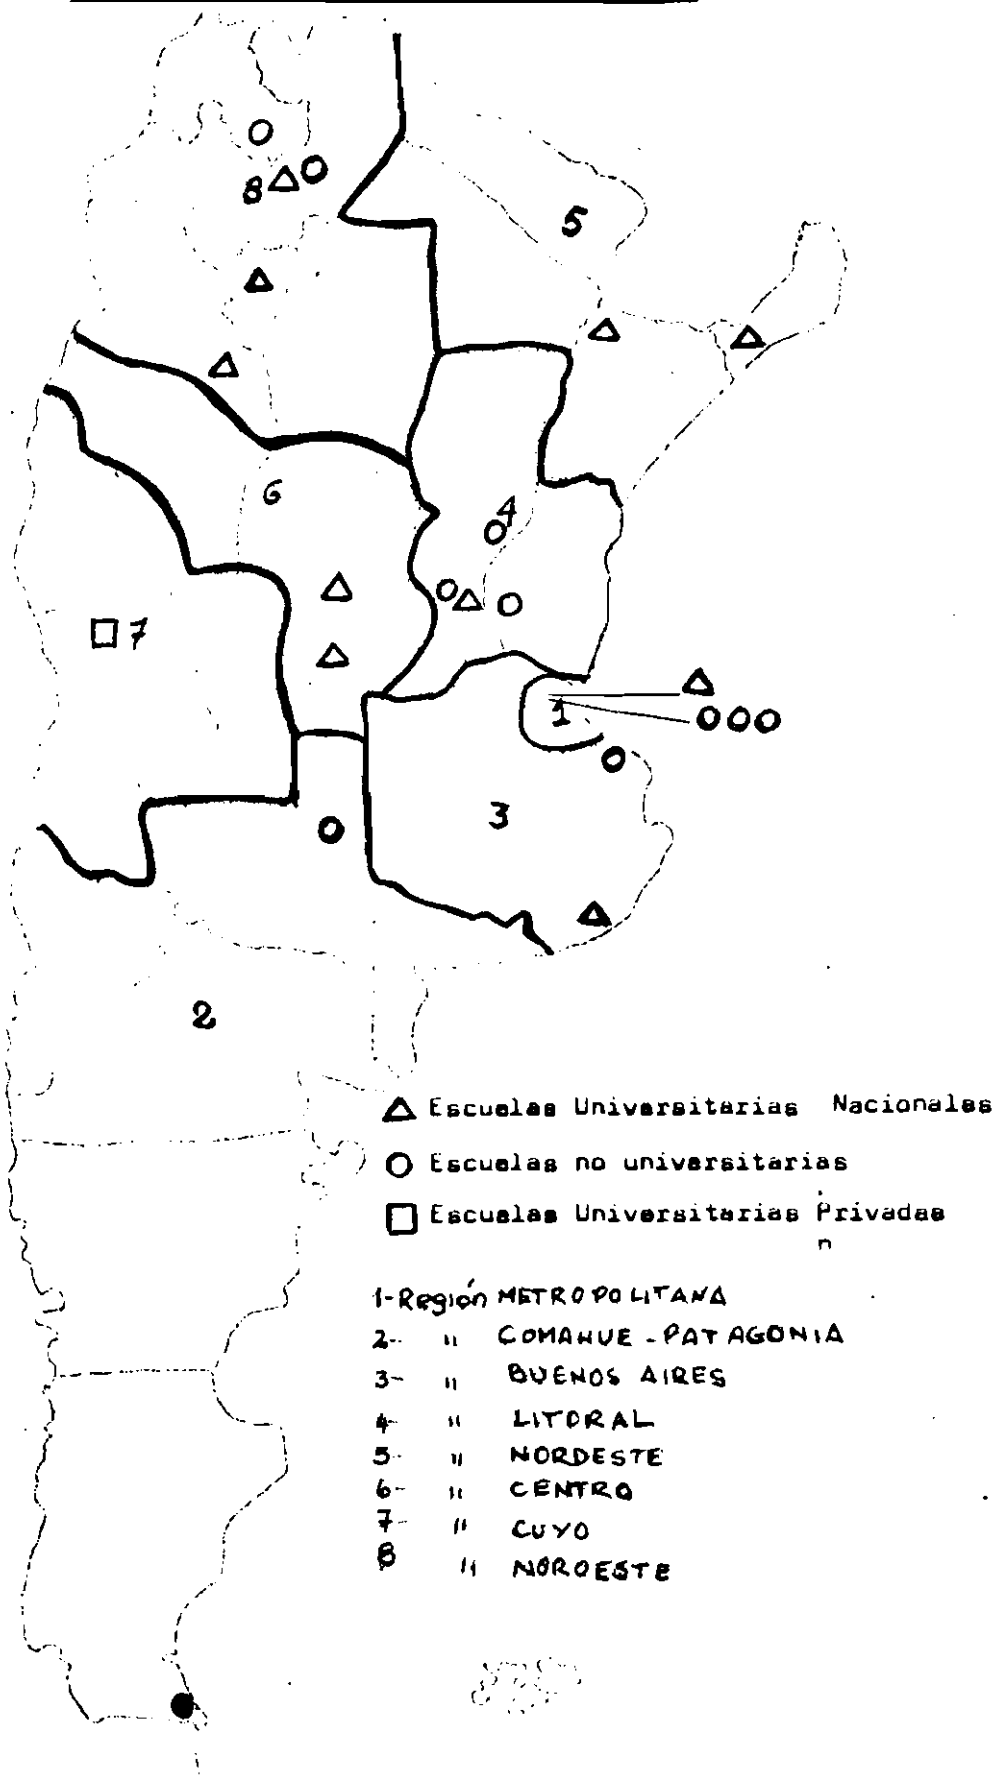 8
5
6
4
7
1
3
2
Escuelas Universitarias Nacionales
Escuelas no universitarias
Escuelas Universitarias Privadas
n
1-Región METROPOLITANA
2- " COMAHUE - PATAGONIA
3- " BUENOS AIRES
4- " LITORAL
5- " NORDESTE
6- " CENTRO
7- " CUYO
8 " NOROESTE